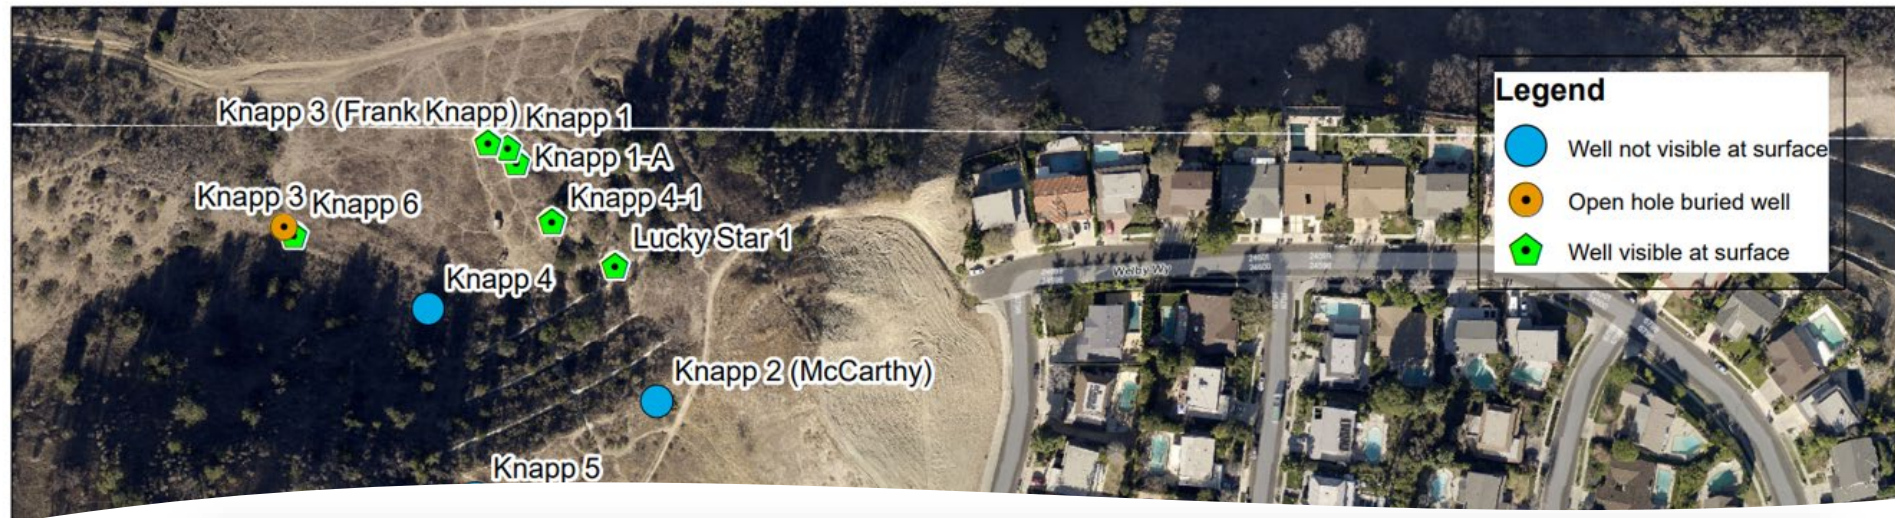 Knapp 3 (Frank Knapp)
Knapp 1
Knapp 1-A
Knapp 3
Knapp 6
Knapp 4-1
Lucky Star 1
Knapp 4
Knapp 2 (McCarthy)
Knapp 5
Welby Wy
Legend
Well not visible at surface
Open hole buried well
Well visible at surface